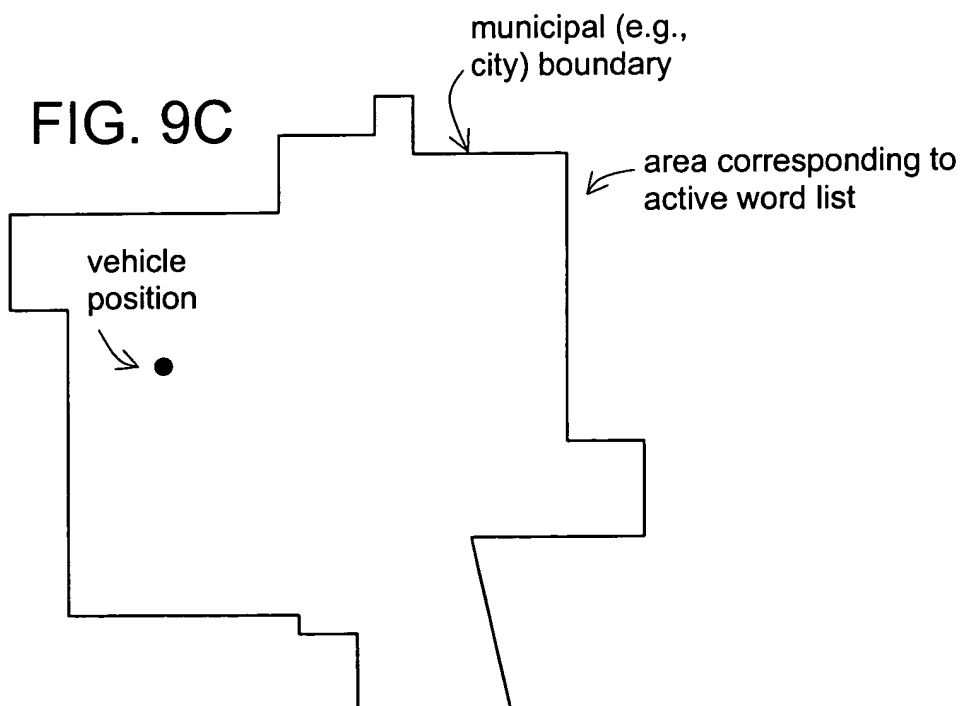 municipal (e.g.,
city) boundary
FIG. 9C
area corresponding to
active word list
vehicle
position